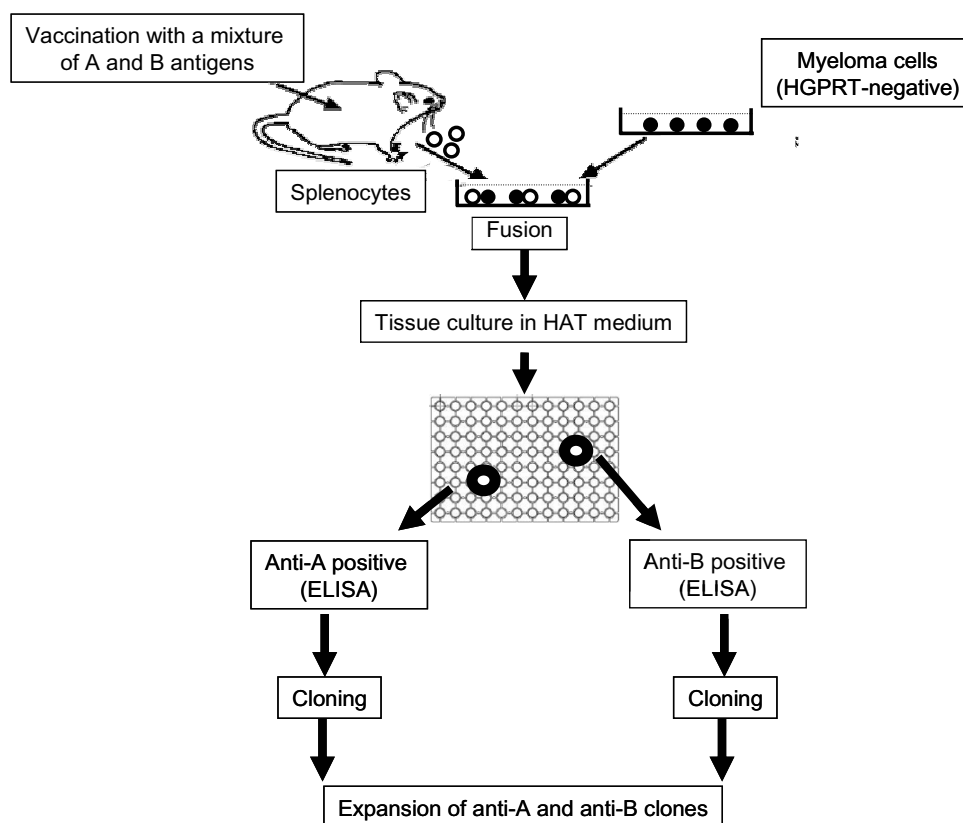 Vaccination with a mixture
of A and B antigens
Myeloma cells
(HGPRT-negative)
Splenocytes
Fusion
Tissue culture in HAT medium
Anti-A positive
(ELISA)
Anti-B positive
(ELISA)
Cloning
Cloning
Expansion of anti-A and anti-B clones